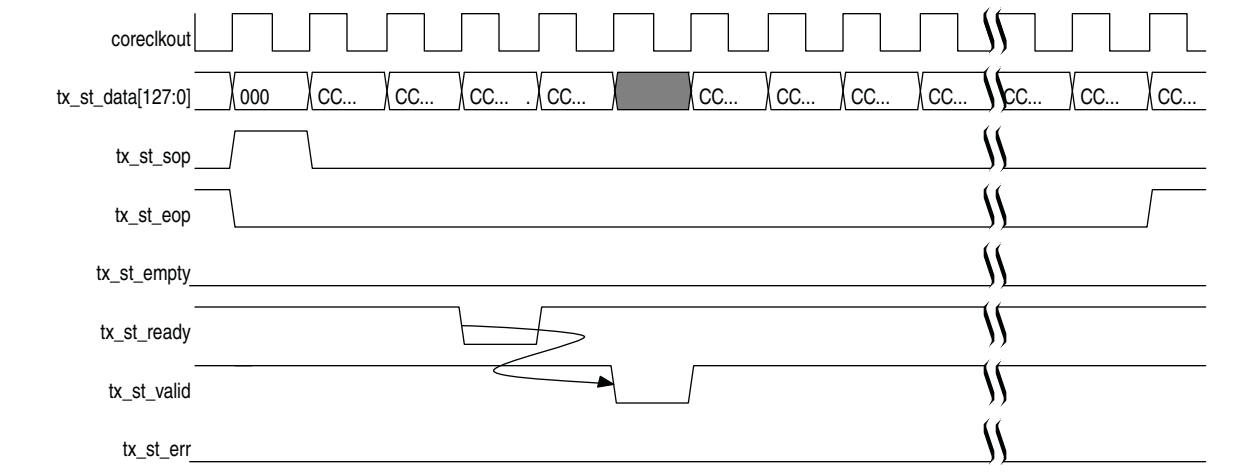 coreclkout
tx_st_data[127:0] 000 CC... CC... CC... . CC... CC... CC... CC... CC... CC... CC... CC...
tx_st_sop
tx_st_eop
tx_st_empty
tx_st_ready
tx_st_valid
tx_st_err